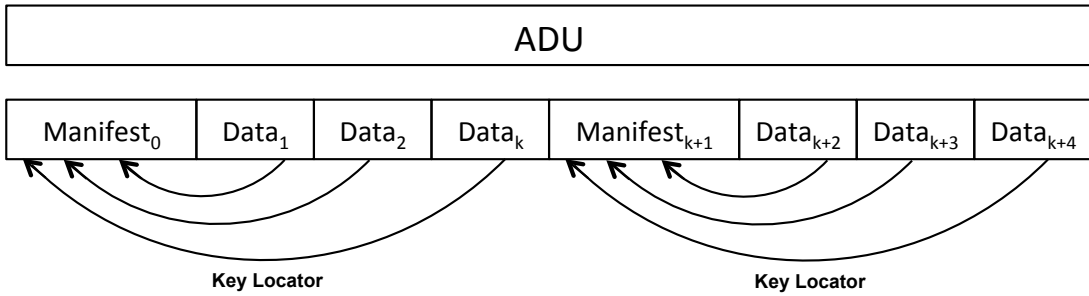 ADU
Manifest₀ Data₁ Data₂ Dataₖ Manifestₖ₊₁ Dataₖ₊₂ Dataₖ₊₃ Dataₖ₊₄
Key Locator Key Locator